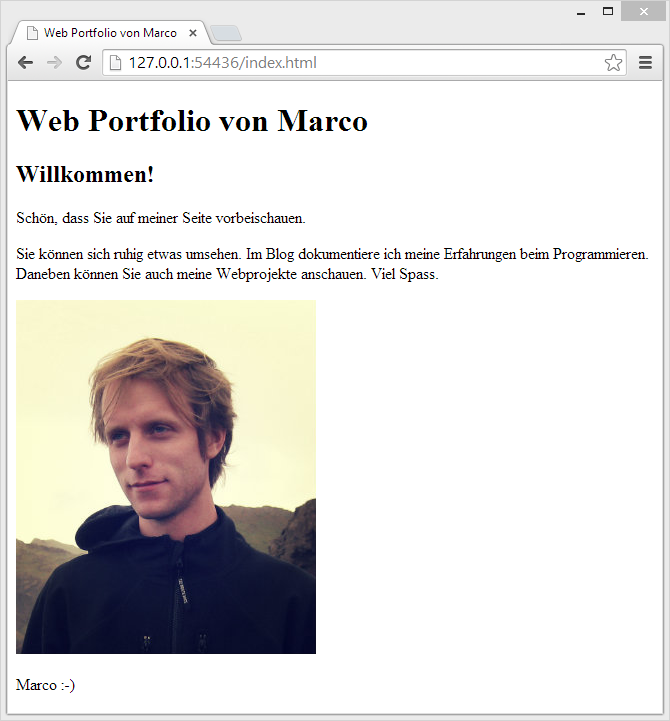 Web Portfolio von Marco
127.0.0.1:54436/index.html
Web Portfolio von Marco
Willkommen!
Schön, dass Sie auf meiner Seite vorbeischauen.
Sie können sich ruhig etwas umsehen. Im Blog dokumentiere ich meine Erfahrungen beim Programmieren.
Daneben können Sie auch meine Webprojekte anschauen. Viel Spass.
Marco :-)